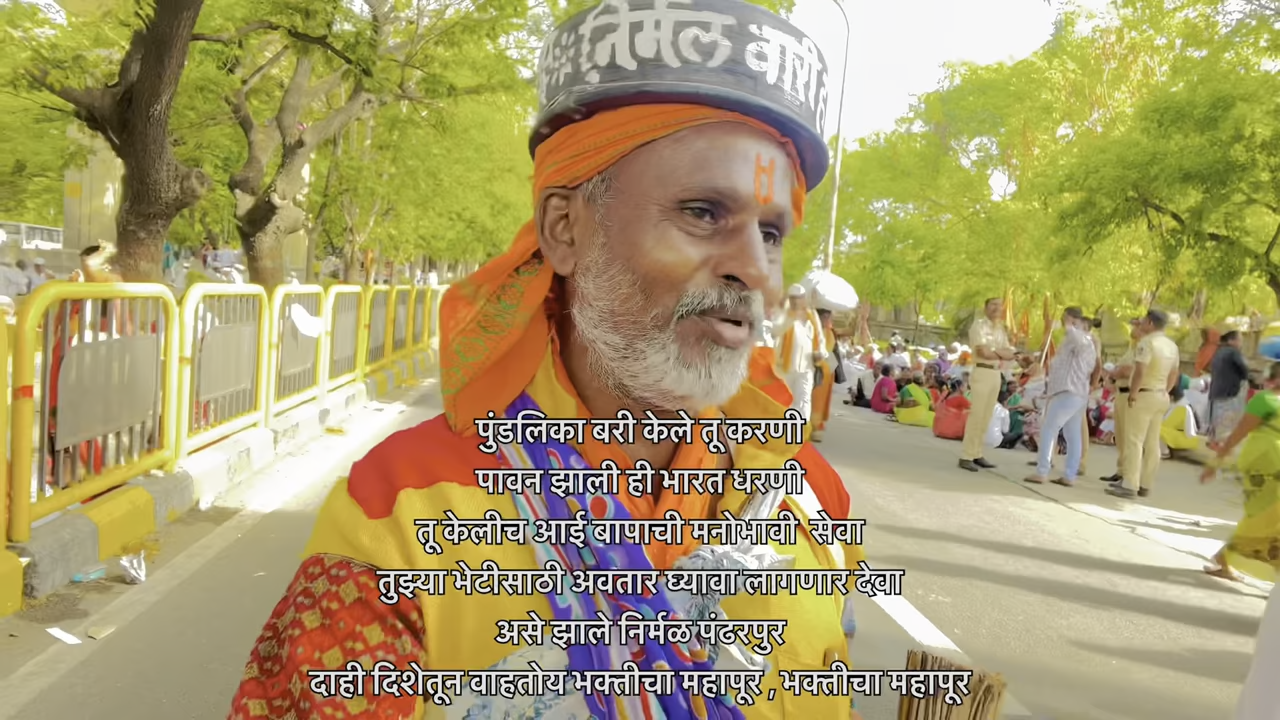 निर्मल वारी
पुंडलिका बरी केले तू करणी
पावन झाली ही भारत धरणी
तू केलीच आई बापाची मनोभावी सेवा
तुझ्या भेटीसाठी अवतार घ्यावा लागणार देवा
असे झाले निर्मळ पंढरपुर
दाही दिशेतून वाहतोय भक्तीचा महापूर , भक्तीचा महापूर